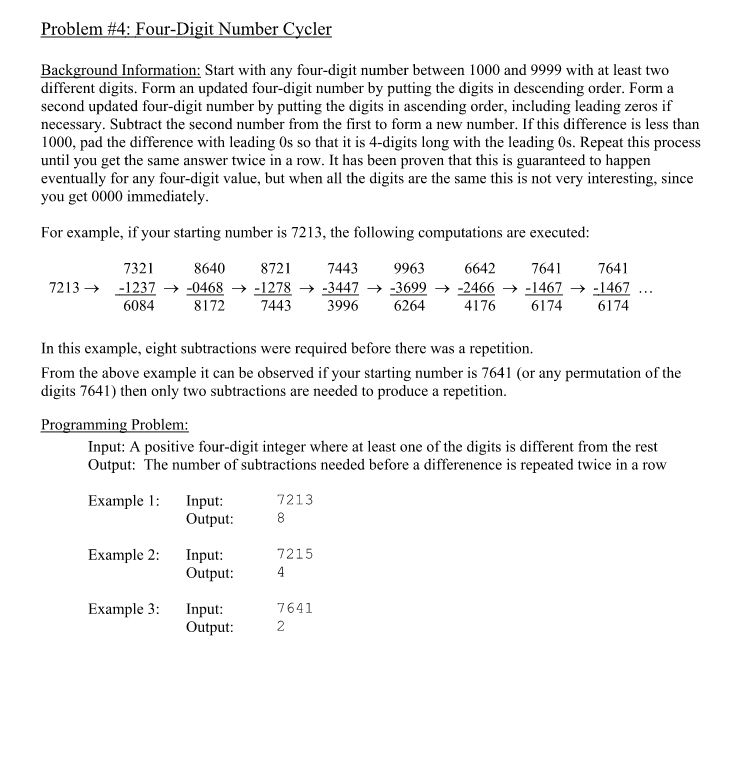 Problem #4: Four-Digit Number Cycler
Background Information: Start with any four-digit number between 1000 and 9999 with at least two
different digits. Form an updated four-digit number by putting the digits in descending order. Form a
second updated four-digit number by putting the digits in ascending order, including leading zeros if
necessary. Subtract the second number from the first to form a new number. If this difference is less than
1000, pad the difference with leading 0s so that it is 4-digits long with the leading 0s. Repeat this process
until you get the same answer twice in a row. It has been proven that this is guaranteed to happen
eventually for any four-digit value, but when all the digits are the same this is not very interesting, since
you get 0000 immediately.
For example, if your starting number is 7213, the following computations are executed:
7321 8640 8721 7443 9963 6642 7641 7641
7213 → -1237 → -0468 → -1278 → -3447 → -3699 → -2466 → -1467 → -1467 ...
6084 8172 7443 3996 6264 4176 6174 6174
In this example, eight subtractions were required before there was a repetition.
From the above example it can be observed if your starting number is 7641 (or any permutation of the
digits 7641) then only two subtractions are needed to produce a repetition.
Programming Problem:
Input: A positive four-digit integer where at least one of the digits is different from the rest
Output: The number of subtractions needed before a differenence is repeated twice in a row
Example 1: Input: 7213
Output: 8
Example 2: Input: 7215
Output: 4
Example 3: Input: 7641
Output: 2